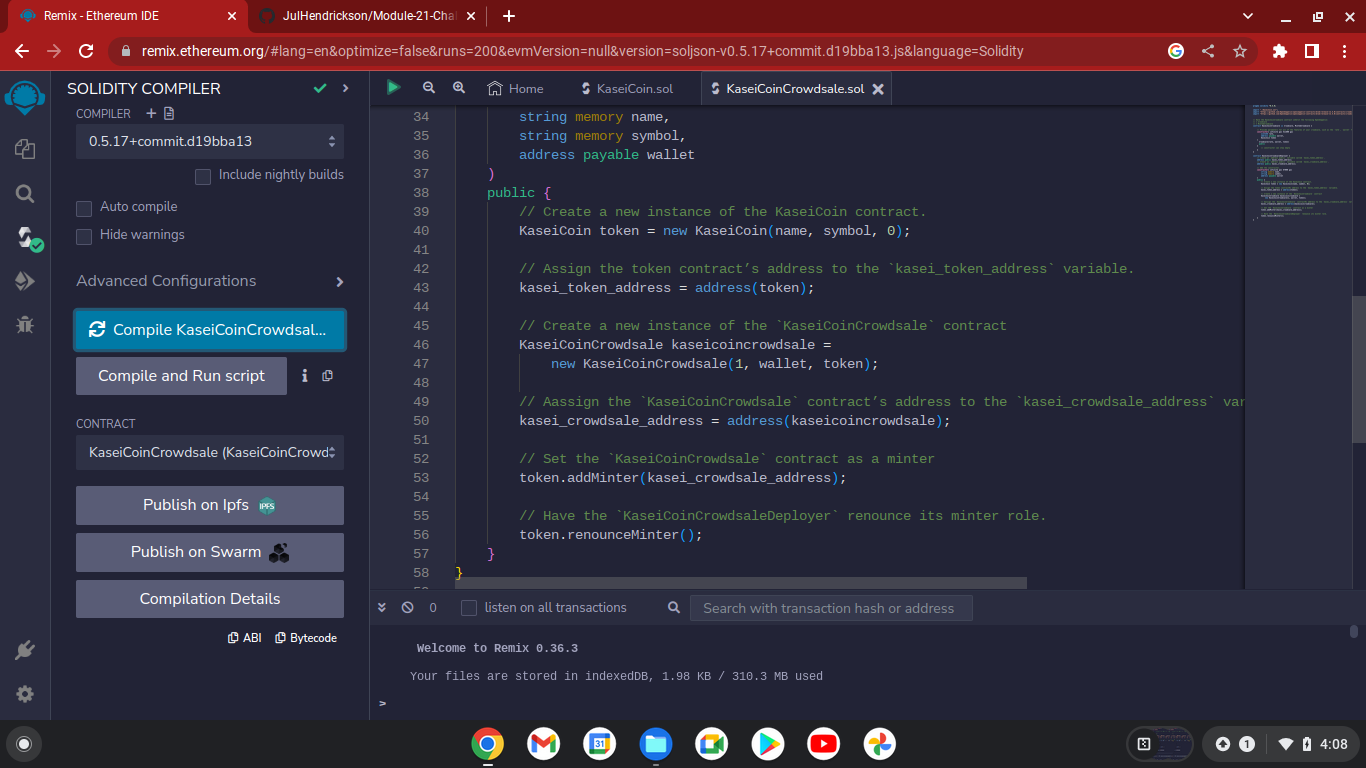 Remix - Ethereum IDE
JulHendrickson/Module-21-Chal
remix.ethereum.org/#lang=en&optimize=false&runs=200&evmVersion=null&version=soljson-v0.5.17+commit.d19bba13.js&language=Solidity
SOLIDITY COMPILER
COMPILER
0.5.17+commit.d19bba13
Include nightly builds
Auto compile
Hide warnings
Advanced Configurations
Compile KaseiCoinCrowdsal...
Compile and Run script
CONTRACT
KaseiCoinCrowdsale (KaseiCoinCrowd
Publish on Ipfs
IPFS
Publish on Swarm
Compilation Details
ABI
Bytecode
Home
KaseiCoin.sol
KaseiCoinCrowdsale.sol
34 string memory name,
35 string memory symbol,
36 address payable wallet
37 )
38 public {
39 // Create a new instance of the KaseiCoin contract.
40 KaseiCoin token = new KaseiCoin(name, symbol, 0);
41
42 // Assign the token contract’s address to the `kasei_token_address` variable.
43 kasei_token_address = address(token);
44
45 // Create a new instance of the `KaseiCoinCrowdsale` contract
46 KaseiCoinCrowdsale kaseicoincrowdsale =
47 new KaseiCoinCrowdsale(1, wallet, token);
48
49 // Aassign the `KaseiCoinCrowdsale` contract’s address to the `kasei_crowdsale_address` var
50 kasei_crowdsale_address = address(kaseicoincrowdsale);
51
52 // Set the `KaseiCoinCrowdsale` contract as a minter
53 token.addMinter(kasei_crowdsale_address);
54
55 // Have the `KaseiCoinCrowdsaleDeployer` renounce its minter role.
56 token.renounceMinter();
57 }
58 }
0
listen on all transactions
Search with transaction hash or address
Welcome to Remix 0.36.3
Your files are stored in indexedDB, 1.98 KB / 310.3 MB used
>
31
1
4:08